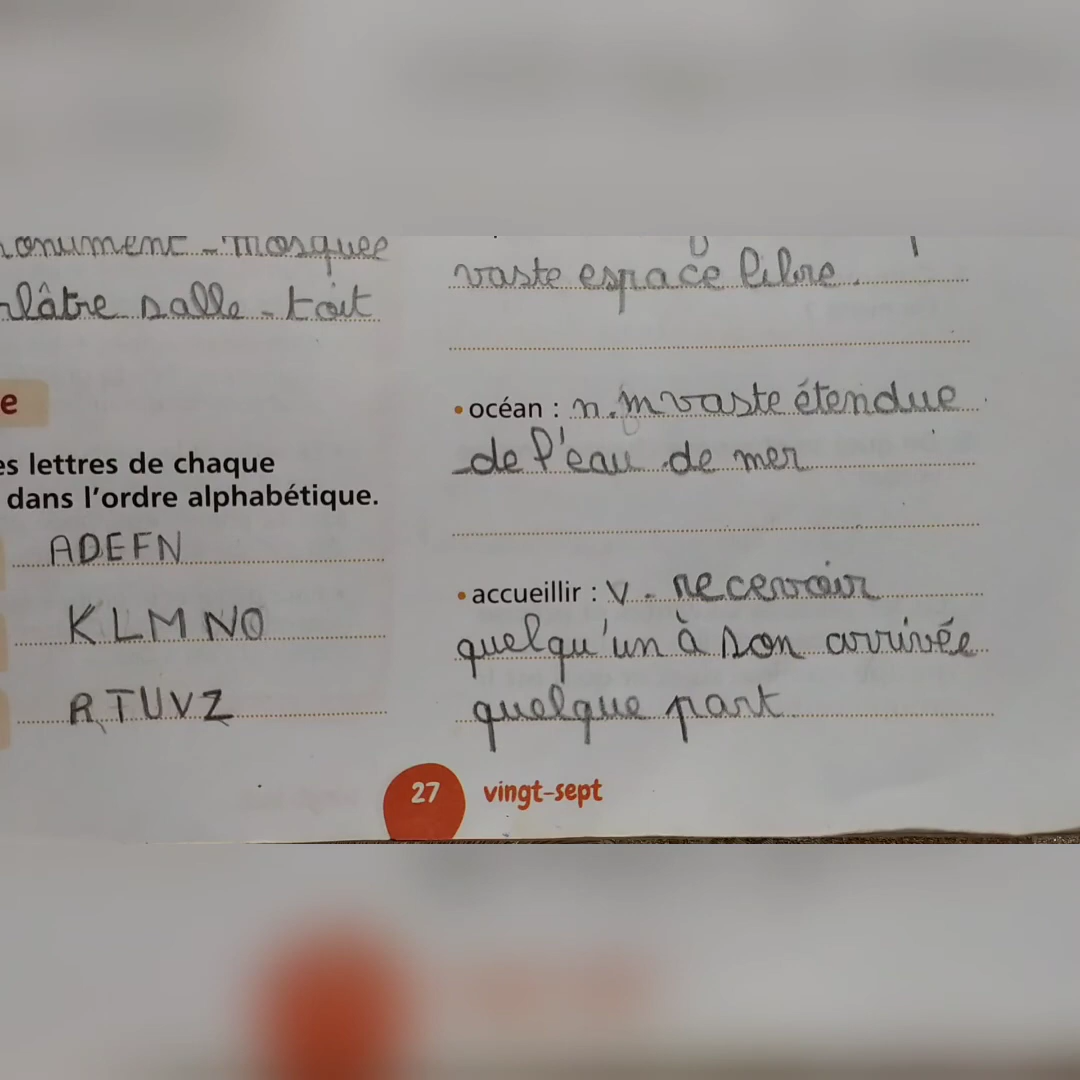 monument - mosquée
plâtre salle - toit
e
es lettres de chaque
dans l'ordre alphabétique.
ADEFN
KLMNO
RTUVZ
vaste espace libre.
• océan : n.m vaste étendue
de l'eau de mer
• accueillir : v. recevoir
quelqu'un à son arrivée
quelque part
27 vingt-sept